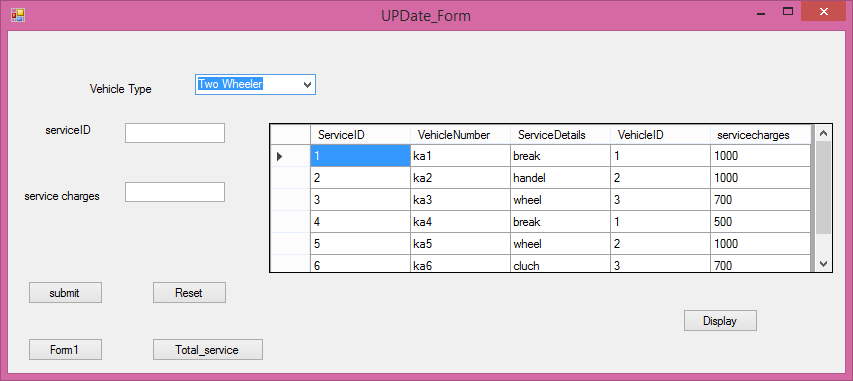 UPDate_Form
Vehicle Type
Two Wheeler
serviceID
service charges
ServiceID VehicleNumber ServiceDetails VehicleID servicecharges
1 ka1 break 1 1000
2 ka2 handel 2 1000
3 ka3 wheel 3 700
4 ka4 break 1 500
5 ka5 wheel 2 1000
6 ka6 cluch 3 700
submit Reset
Display
Form1 Total_service